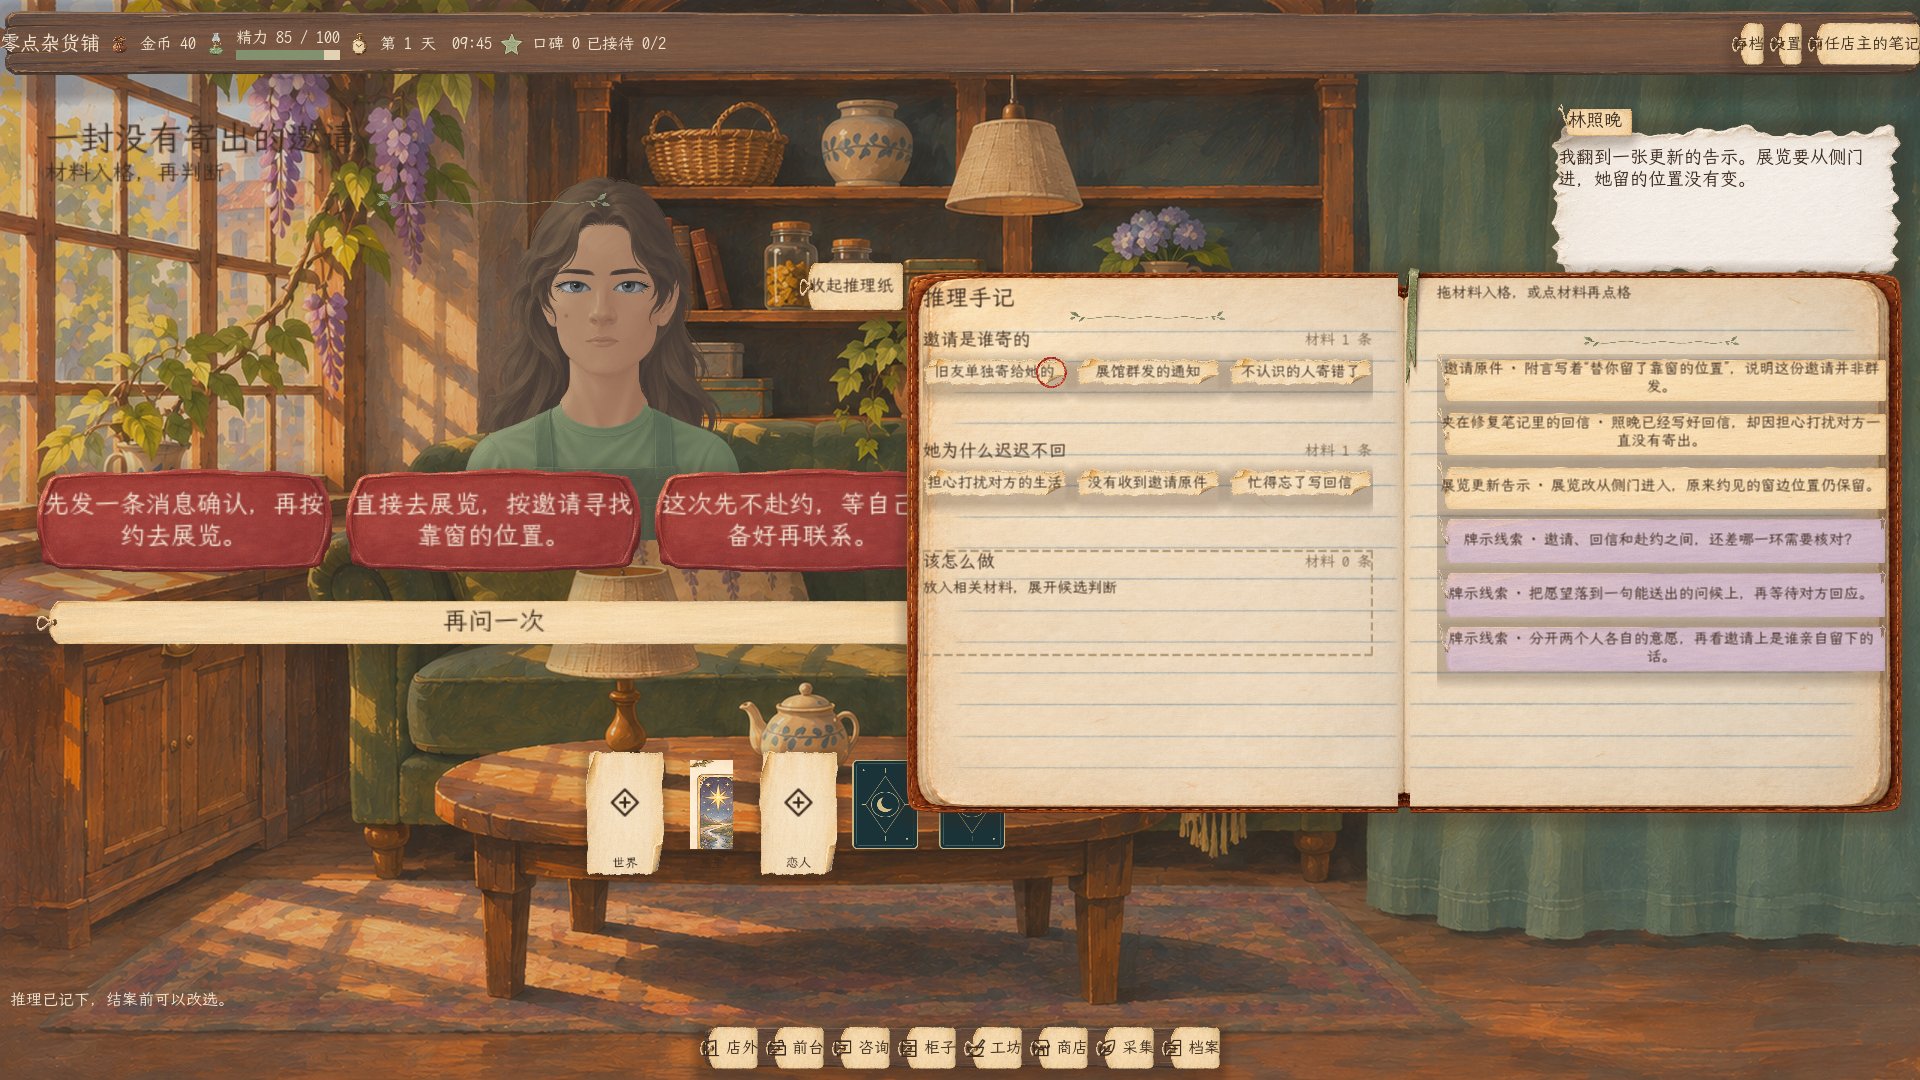 零点杂货铺 金币 40 精力 85 / 100 第 1 天 09:45 口碑 0 已接待 0/2
存档 设置 前任店主的笔记
一封没有寄出的邀请
材料入格，再判断
林照晚
我翻到一张更新的告示。展览要从侧门
进，她留的位置没有变。
收起推理纸
推理手记
邀请是谁寄的 材料 1 条
旧友单独寄给她的 展馆群发的通知 不认识的人寄错了
她为什么迟迟不回 材料 1 条
担心打扰对方的生活 没有收到邀请原件 忙得忘了写回信
该怎么做 材料 0 条
放入相关材料，展开候选判断
拖材料入格，或点材料再点格
邀请原件 · 附言写着“替你留了靠窗的位置”，说明这份邀请并非群
发。
夹在修复笔记里的回信 · 照晚已经写好回信，却因担心打扰对方一
直没有寄出。
展览更新告示 · 展览改从侧门进入，原来约见的窗边位置仍保留。
牌示线索 · 邀请、回信和赴约之间，还差哪一环需要核对？
牌示线索 · 把愿望落到一句能送出的问候上，再等待对方回应。
牌示线索 · 分开两个人各自的意愿，再看邀请上是谁亲自留下的
话。
先发一条消息确认，再按
约去展览。
直接去展览，按邀请寻找
靠窗的位置。
这次先不赴约，等自己
备好再联系。
再问一次
世界
恋人
推理已记下，结案前可以改选。
店外 前台 咨询 柜子 工坊 商店 采集 档案